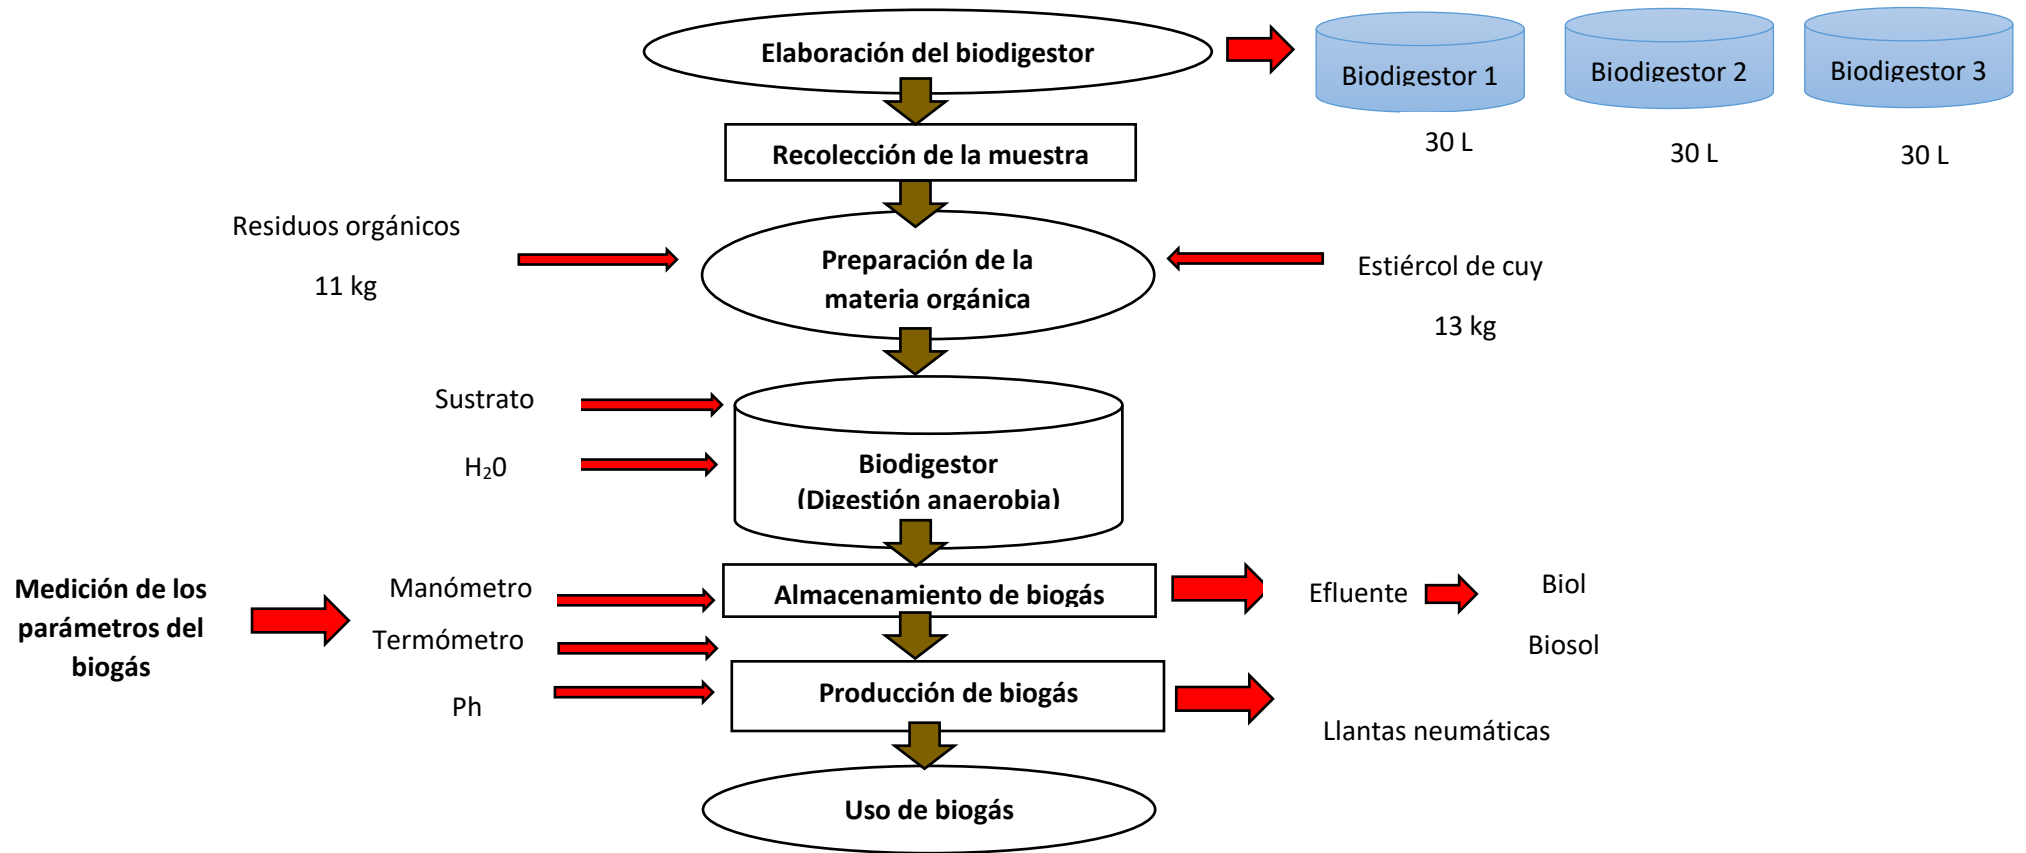 Elaboración del biodigestor
Biodigestor 1
Biodigestor 2
Biodigestor 3
30 L
30 L
30 L
Recolección de la muestra
Residuos orgánicos
11 kg
Preparación de la
materia orgánica
Estiércol de cuy
13 kg
Sustrato
H₂0
Biodigestor
(Digestión anaerobia)
Medición de los
parámetros del
biogás
Manómetro
Termómetro
Ph
Almacenamiento de biogás
Efluente
Biol
Biosol
Producción de biogás
Llantas neumáticas
Uso de biogás